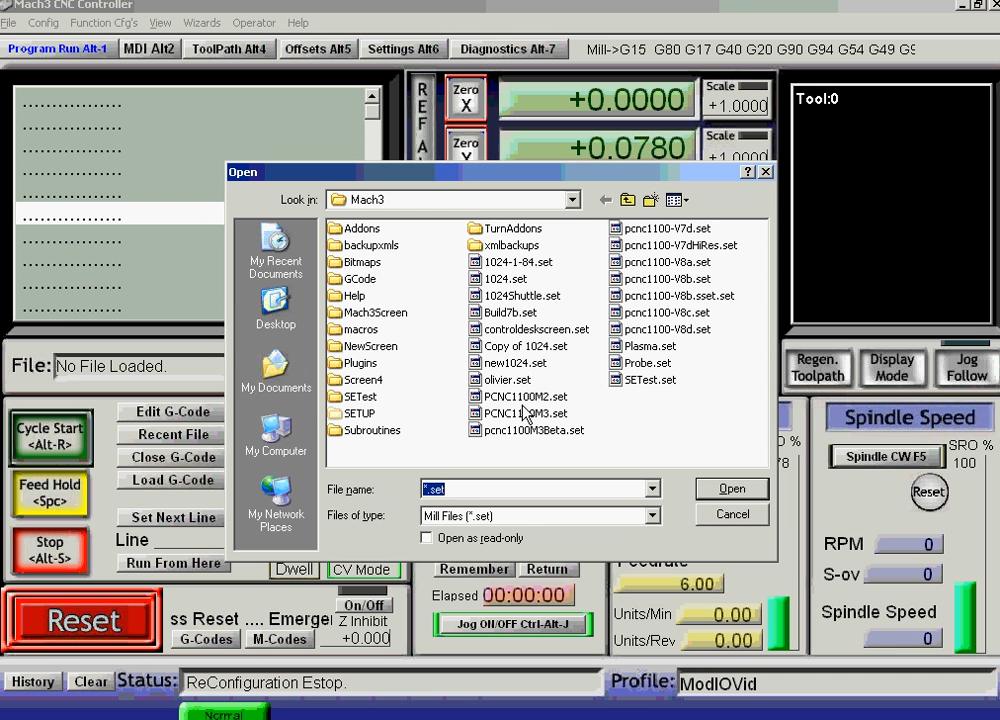 Mach3 CNC Controller
File Config Function Cfg's View Wizards Operator Help
Program Run Alt-1 MDI Alt2 ToolPath Alt4 Offsets Alt5 Settings Alt6 Diagnostics Alt-7 Mill->G15 G80 G17 G40 G20 G90 G94 G54 G49 G9
R
E
F
A
Zero
X
+0.0000
Scale
+1.0000
Zero
+0.0780
Scale
+1.0000
Tool:0
Open
Look in: Mach3
My Recent
Documents
Desktop
My Documents
My Computer
My Network
Places
Addons
backupxmls
Bitmaps
GCode
Help
Mach3Screen
macros
NewScreen
Plugins
Screen4
SETest
SETUP
Subroutines
TurnAddons
xmlbackups
1024-1-84.set
1024.set
1024Shuttle.set
Build7b.set
controldeskscreen.set
Copy of 1024.set
new1024.set
olivier.set
PCNC1100M2.set
PCNC1100M3.set
pcnc1100M3Beta.set
pcnc1100-V7d.set
pcnc1100-V7dHiRes.set
pcnc1100-V8a.set
pcnc1100-V8b.set
pcnc1100-V8b.sset.set
pcnc1100-V8c.set
pcnc1100-V8d.set
Plasma.set
Probe.set
SETest.set
File name: *.set
Open
Files of type: Mill Files (*.set)
Cancel
Open as read-only
File: No File Loaded.
Regen.
Toolpath
Display
Mode
Jog
Follow
Cycle Start
<Alt-R>
Feed Hold
<Spc>
Stop
<Alt-S>
Edit G-Code
Recent File
Close G-Code
Load G-Code
Set Next Line
Line
Run From Here
Dwell
CV Mode
Spindle Speed
Spindle CW F5
SRO %
100
Reset
RPM 0
S-ov 0
Spindle Speed
0
Reset
ss Reset .... Emerge
G-Codes M-Codes
On/Off
Z Inhibit
+0.000
Remember Return
Elapsed 00:00:00
Jog ON/OFF Ctrl-Alt-J
Feedrate
6.00
Units/Min 0.00
Units/Rev 0.00
History Clear Status: ReConfiguration Estop. Profile: ModIOVid
Normal